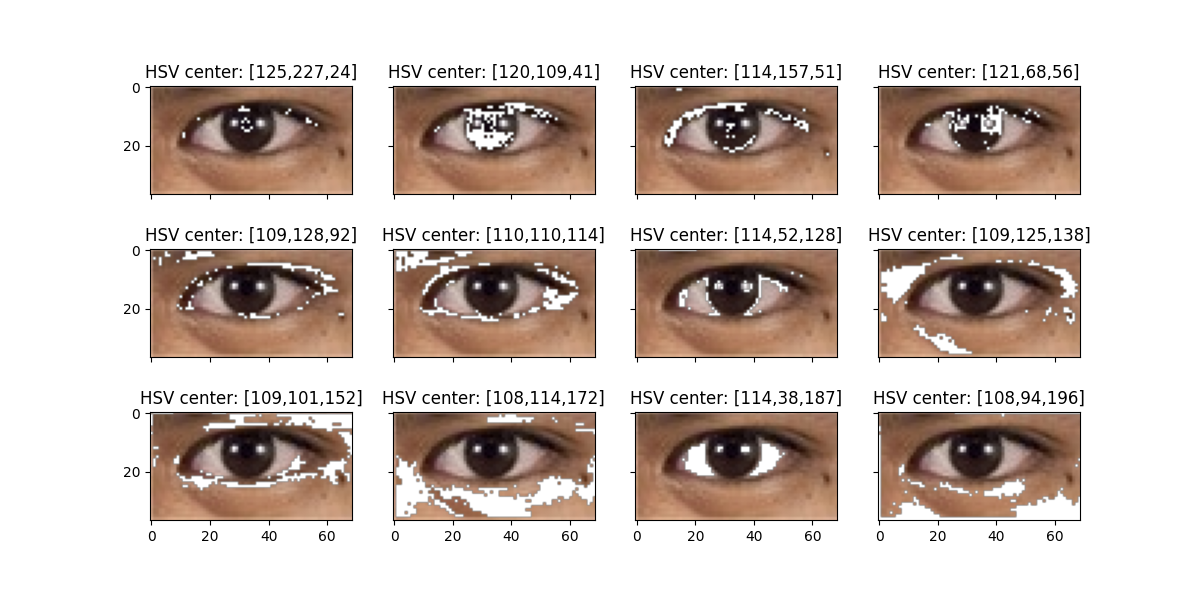 HSV center: [125,227,24] HSV center: [120,109,41] HSV center: [114,157,51] HSV center: [121,68,56]
0
20
HSV center: [109,128,92] HSV center: [110,110,114] HSV center: [114,52,128] HSV center: [109,125,138]
0
20
HSV center: [109,101,152] HSV center: [108,114,172] HSV center: [114,38,187] HSV center: [108,94,196]
0
20
0 20 40 60 0 20 40 60 0 20 40 60 0 20 40 60